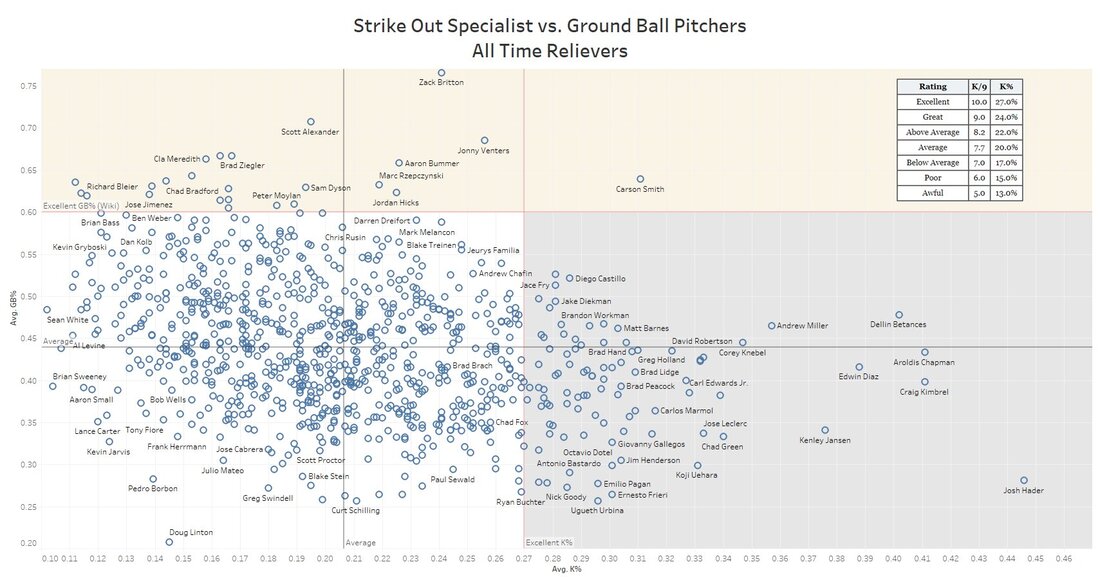 Strike Out Specialist vs. Ground Ball Pitchers
All Time Relievers
Rating K/9 K%
Excellent 10.0 27.0%
Great 9.0 24.0%
Above Average 8.2 22.0%
Average 7.7 20.0%
Below Average 7.0 17.0%
Poor 6.0 15.0%
Awful 5.0 13.0%
0.75
Zack Britton
0.70
Scott Alexander
Jonny Venters
Cla Meredith
Brad Ziegler
Aaron Bummer
0.65
Marc Rzepczynski
Richard Bleier
Chad Bradford
Sam Dyson
Carson Smith
Peter Moylan
Jordan Hicks
Jose Jimenez
Excellent GB% (Wiki)
0.60
Brian Bass
Ben Weber
Darren Dreifort
Mark Melancon
Kevin Gryboski
Dan Kolb
Chris Rusin
Blake Treinen
Jeurys Familia
0.55
Andrew Chafin
Diego Castillo
Jace Fry
0.50
Jake Diekman
Sean White
Brandon Workman
Matt Barnes
Andrew Miller
Dellin Betances
0.45
Average
Al Levine
David Robertson
Brad Hand
Greg Holland
Corey Knebel
Aroldis Chapman
Brian Sweeney
Brad Brach
Brad Lidge
Edwin Diaz
0.40
Aaron Small
Bob Wells
Brad Peacock
Carl Edwards Jr.
Craig Kimbrel
Carlos Marmol
0.35
Lance Carter
Tony Fiore
Chad Fox
Jose Leclerc
Kenley Jansen
Kevin Jarvis
Frank Herrmann
Jose Cabrera
Giovanny Gallegos
Chad Green
Scott Proctor
Octavio Dotel
0.30
Julio Mateo
Antonio Bastardo
Jim Henderson
Koji Uehara
Pedro Borbon
Blake Stein
Paul Sewald
Emilio Pagan
Josh Hader
Greg Swindell
Ryan Buchter
Nick Goody
Ernesto Frieri
0.25
Curt Schilling
Ugueth Urbina
Doug Linton
0.20
Average
Excellent K%
0.10 0.11 0.12 0.13 0.14 0.15 0.16 0.17 0.18 0.19 0.20 0.21 0.22 0.23 0.24 0.25 0.26 0.27 0.28 0.29 0.30 0.31 0.32 0.33 0.34 0.35 0.36 0.37 0.38 0.39 0.40 0.41 0.42 0.43 0.44 0.45 0.46
Avg. K%
Avg. GB%